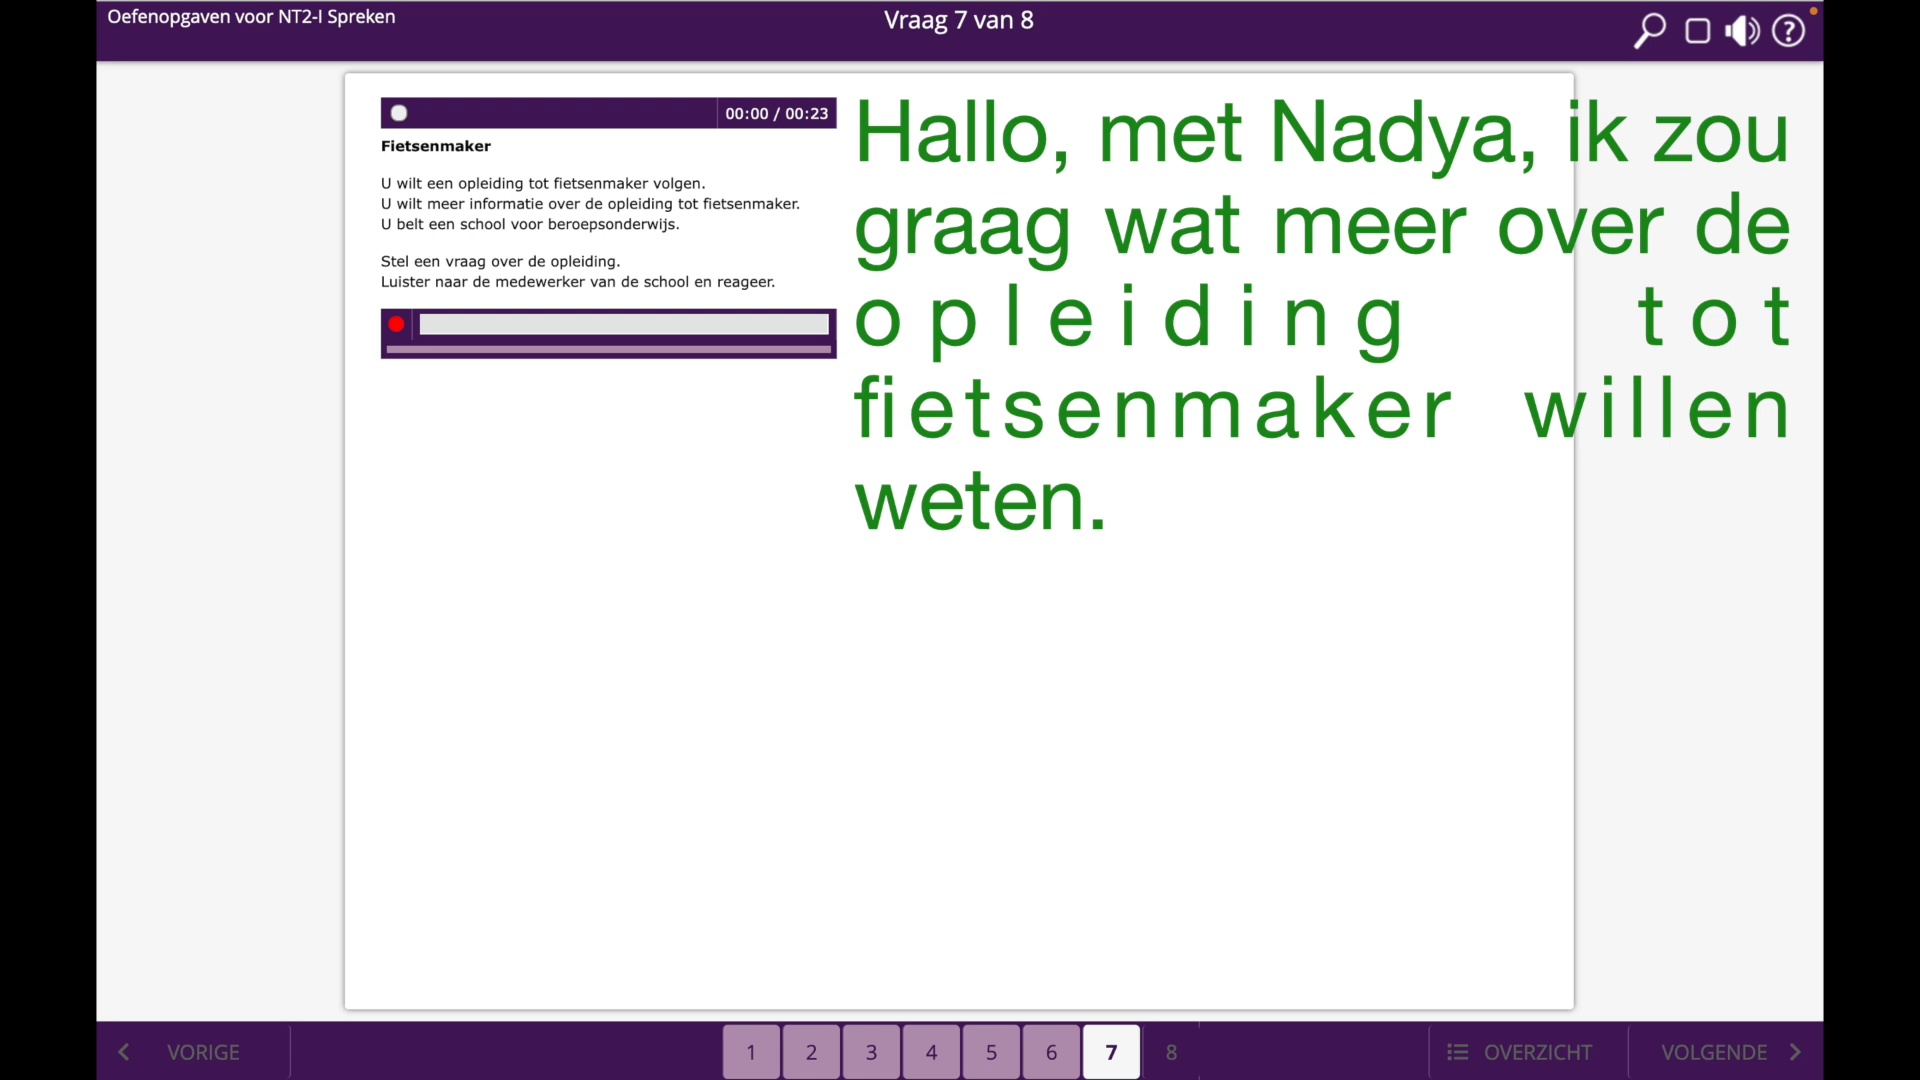 Oefenopgaven voor NT2-I Spreken
Vraag 7 van 8
00:00 / 00:23
Fietsenmaker
U wilt een opleiding tot fietsenmaker volgen.
U wilt meer informatie over de opleiding tot fietsenmaker.
U belt een school voor beroepsonderwijs.
Stel een vraag over de opleiding.
Luister naar de medewerker van de school en reageer.
Hallo, met Nadya, ik zou
graag wat meer over de
opleiding tot
fietsenmaker willen
weten.
VORIGE
1 2 3 4 5 6 7 8
OVERZICHT
VOLGENDE